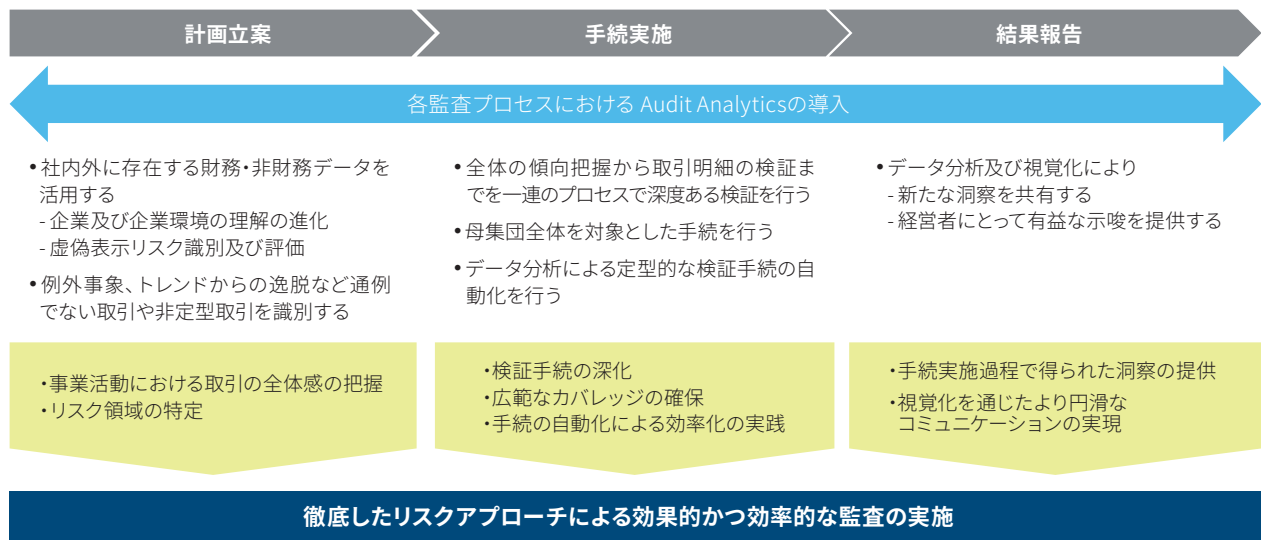 計画立案
手続実施
結果報告
各監査プロセスにおける Audit Analyticsの導入
•社内外に存在する財務・非財務データを
活用する
- 企業及び企業環境の理解の進化
- 虚偽表示リスク識別及び評価
•例外事象、トレンドからの逸脱など通例
でない取引や非定型取引を識別する
•全体の傾向把握から取引明細の検証ま
でを一連のプロセスで深度ある検証を行う
•母集団全体を対象とした手続を行う
•データ分析による定型的な検証手続の自
動化を行う
•データ分析及び視覚化により
- 新たな洞察を共有する
- 経営者にとって有益な示唆を提供する
・事業活動における取引の全体感の把握
・リスク領域の特定
・検証手続の深化
・広範なカバレッジの確保
・手続の自動化による効率化の実践
・手続実施過程で得られた洞察の提供
・視覚化を通じたより円滑な
コミュニケーションの実現
徹底したリスクアプローチによる効果的かつ効率的な監査の実施